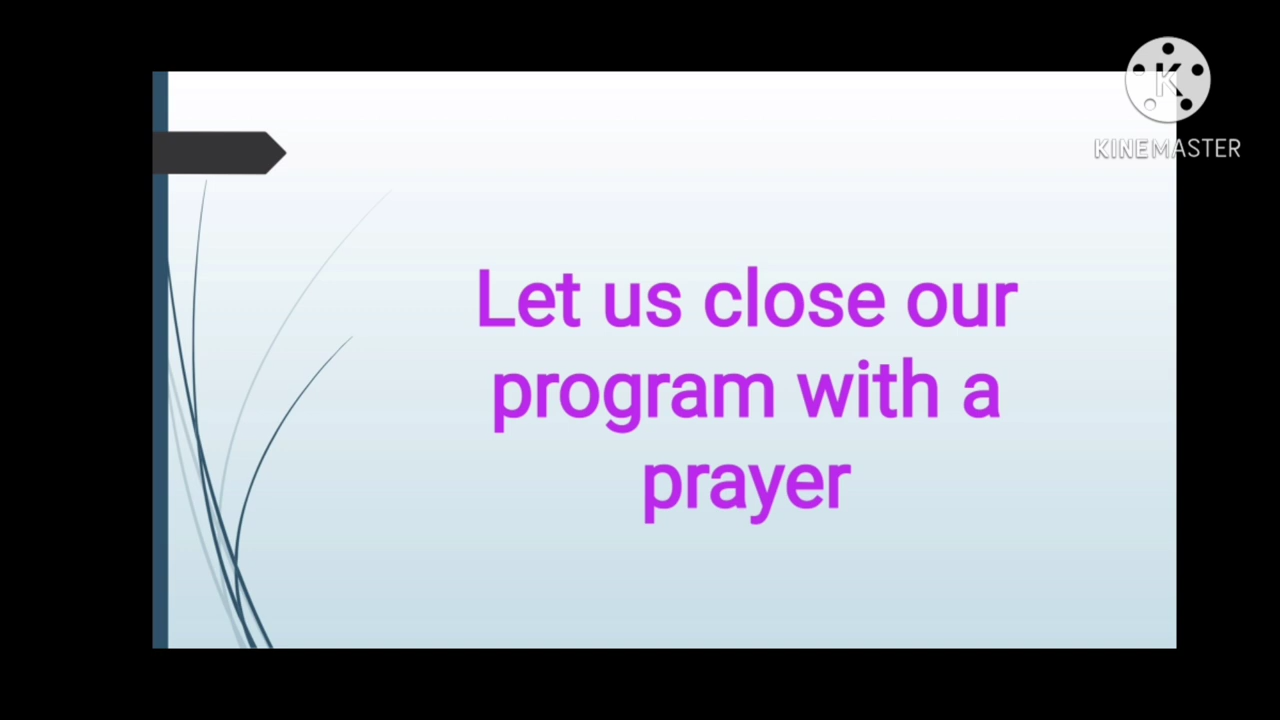 K
KINEMASTER
Let us close our
program with a
prayer